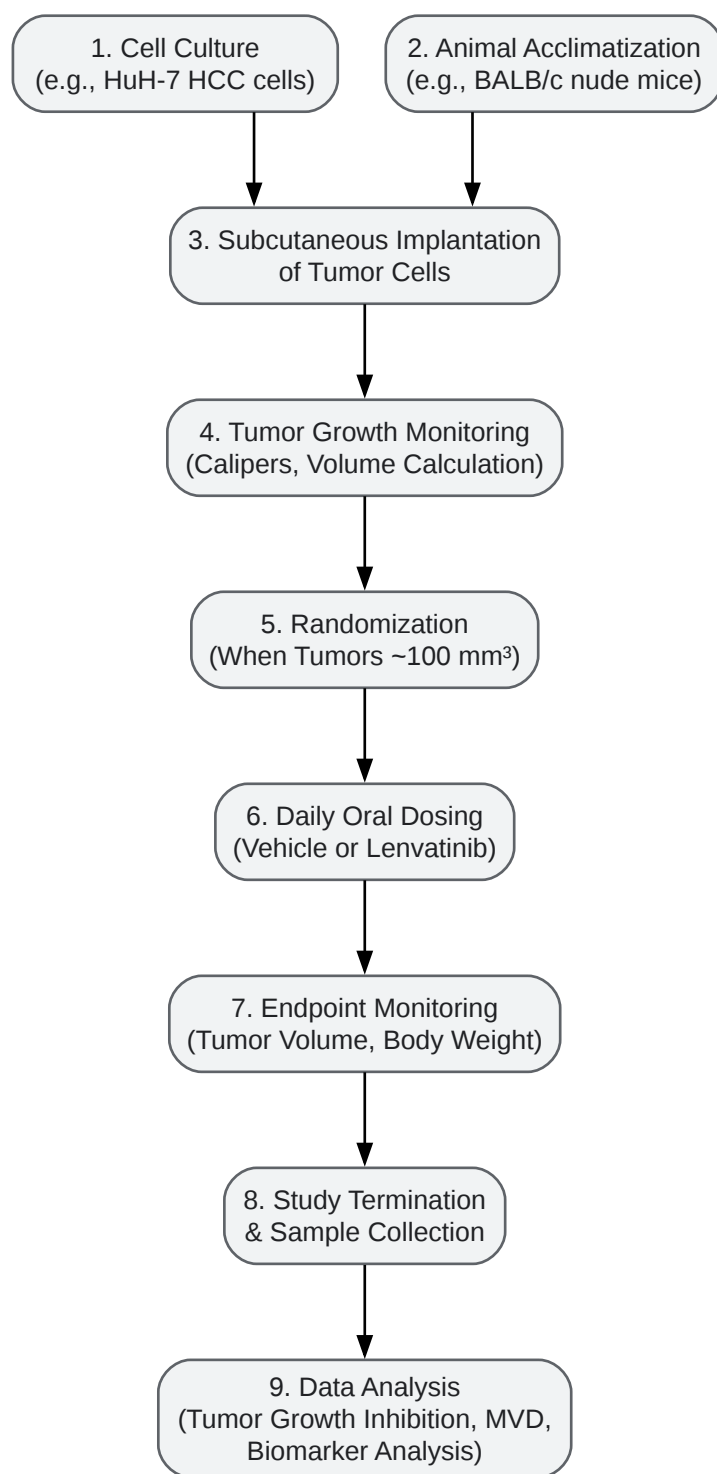 1. Cell Culture
(e.g., HuH-7 HCC cells)
2. Animal Acclimatization
(e.g., BALB/c nude mice)
3. Subcutaneous Implantation
of Tumor Cells
4. Tumor Growth Monitoring
(Calipers, Volume Calculation)
5. Randomization
(When Tumors ~100 mm³)
6. Daily Oral Dosing
(Vehicle or Lenvatinib)
7. Endpoint Monitoring
(Tumor Volume, Body Weight)
8. Study Termination
& Sample Collection
9. Data Analysis
(Tumor Growth Inhibition, MVD,
Biomarker Analysis)